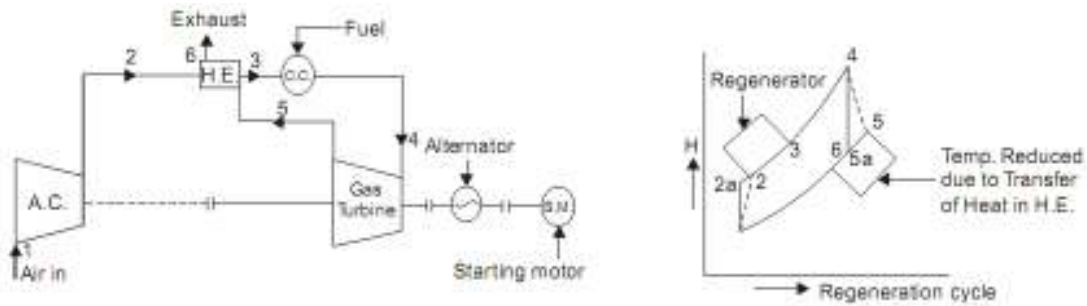 Exhaust
Fuel
2
6
3
H.E.
C.C.
5
4
Alternator
A.C.
Gas
Turbine
S.M.
1
Air in
Starting motor
4
Regenerator
5
H
3
6
5a
2a
2
Temp. Reduced
due to Transfer
of Heat in H.E.
Regeneration cycle